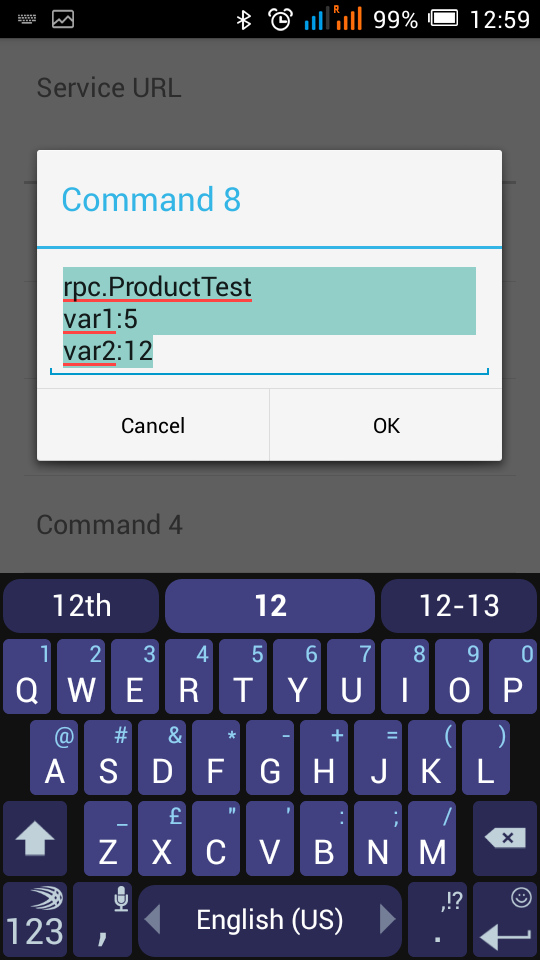 R 99% 12:59
Service URL
Command 8
rpc.ProductTest
var1:5
var2:12
Cancel OK
Command 4
12th 12 12-13
1 2 3 4 5 6 7 8 9 0
Q W E R T Y U I O P
@ # & * - + = ( )
A S D F G H J K L
_ £ " ' : ; /
Z X C V B N M
,!?
123 , English (US) .